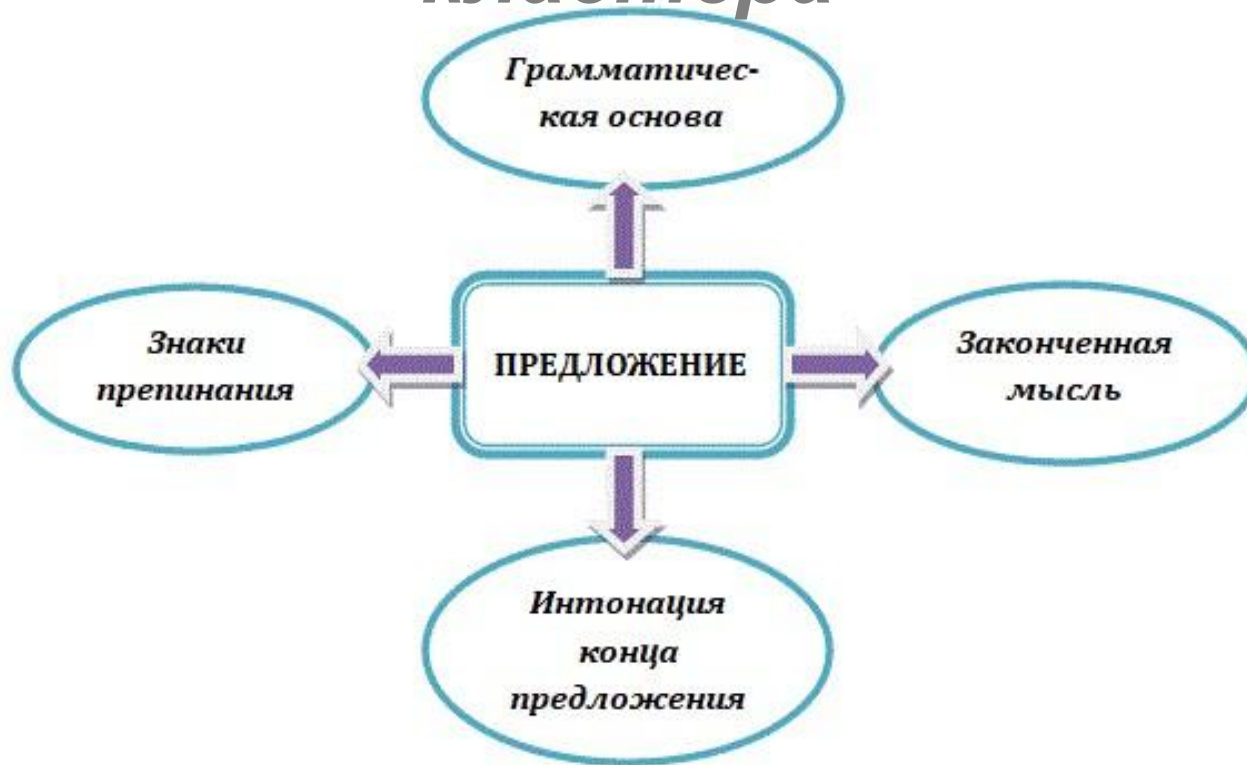 Грамматичес-
кая основа
Знаки
препинания
ПРЕДЛОЖЕНИЕ
Законченная
мысль
Интонация
конца
предложения